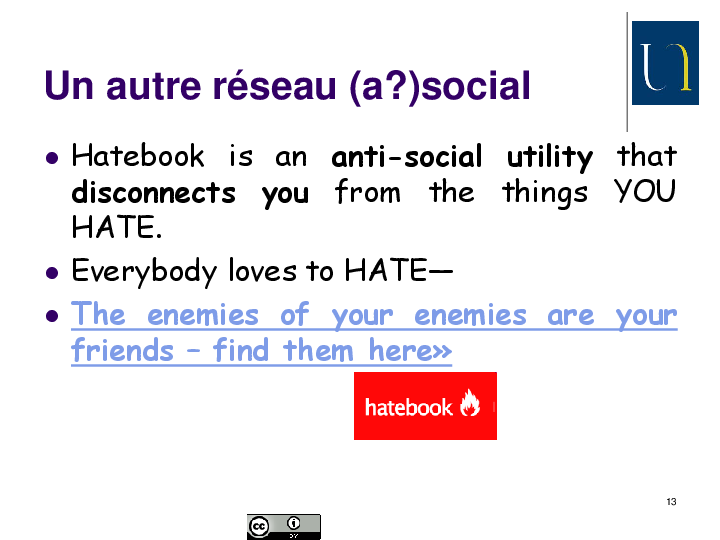 Un autre réseau (a?)social
● Hatebook is an anti-social utility that
disconnects you from the things YOU
HATE.
● Everybody loves to HATE—
● The enemies of your enemies are your
friends – find them here»
hatebook
13
cc BY